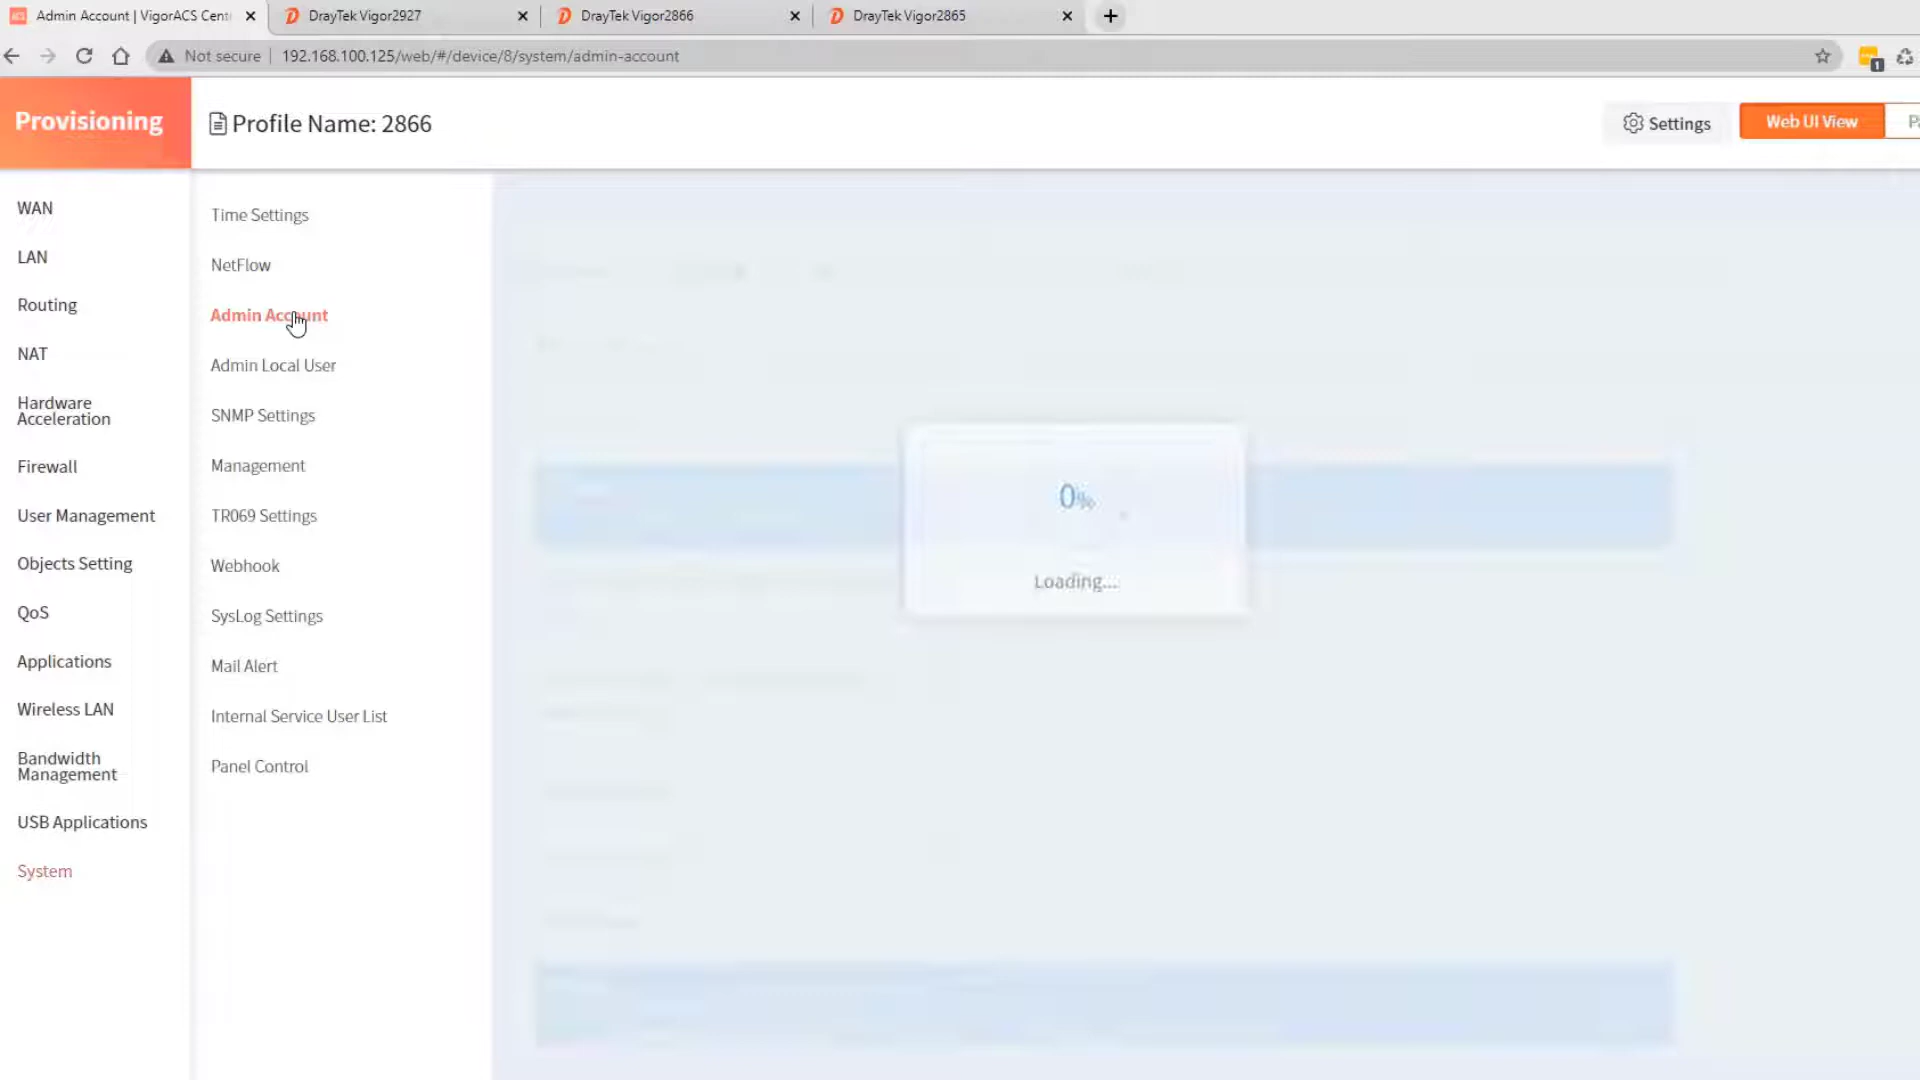 Admin Account | VigorACS Cent
DrayTek Vigor2927
DrayTek Vigor2866
DrayTek Vigor2865
Not secure
192.168.100.125/web/#/device/8/system/admin-account
1
Provisioning
Profile Name: 2866
Settings
Web UI View
WAN
LAN
Routing
NAT
Hardware
Acceleration
Firewall
User Management
Objects Setting
QoS
Applications
Wireless LAN
Bandwidth
Management
USB Applications
System
Time Settings
NetFlow
Admin Account
Admin Local User
SNMP Settings
Management
TR069 Settings
Webhook
SysLog Settings
Mail Alert
Internal Service User List
Panel Control
0%
Loading...